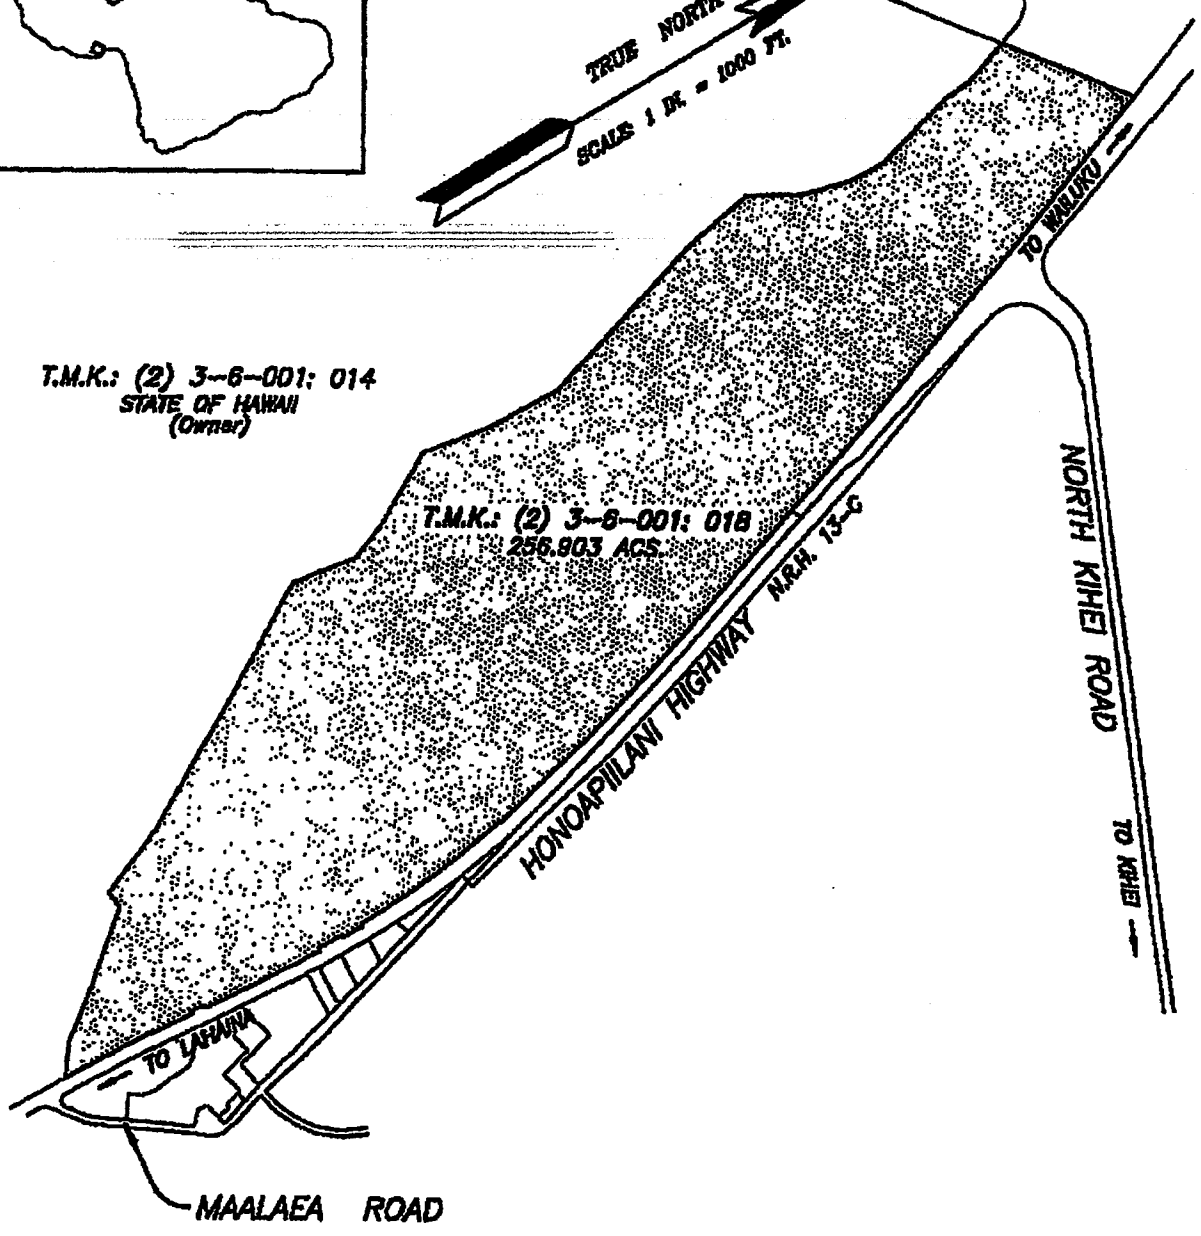 TRUE NORTH
SCALE: 1 IN. = 1000 FT.
TO WAILUKU
T.M.K.: (2) 3-6-001: 014
STATE OF HAWAII
(Owner)
T.M.K.: (2) 3-6-001: 018
256.903 ACS.
HONOAPIILANI HIGHWAY N.R.H. 13-G
NORTH KIHEI ROAD
TO KIHEI
TO LAHAINA
MAALAEA ROAD